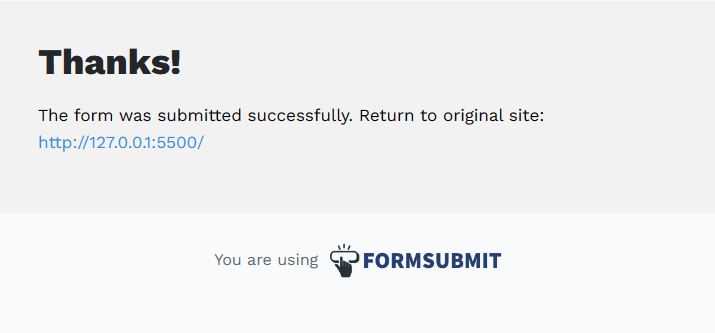 Thanks!
The form was submitted successfully. Return to original site:
http://127.0.0.1:5500/
You are using FORMSUBMIT